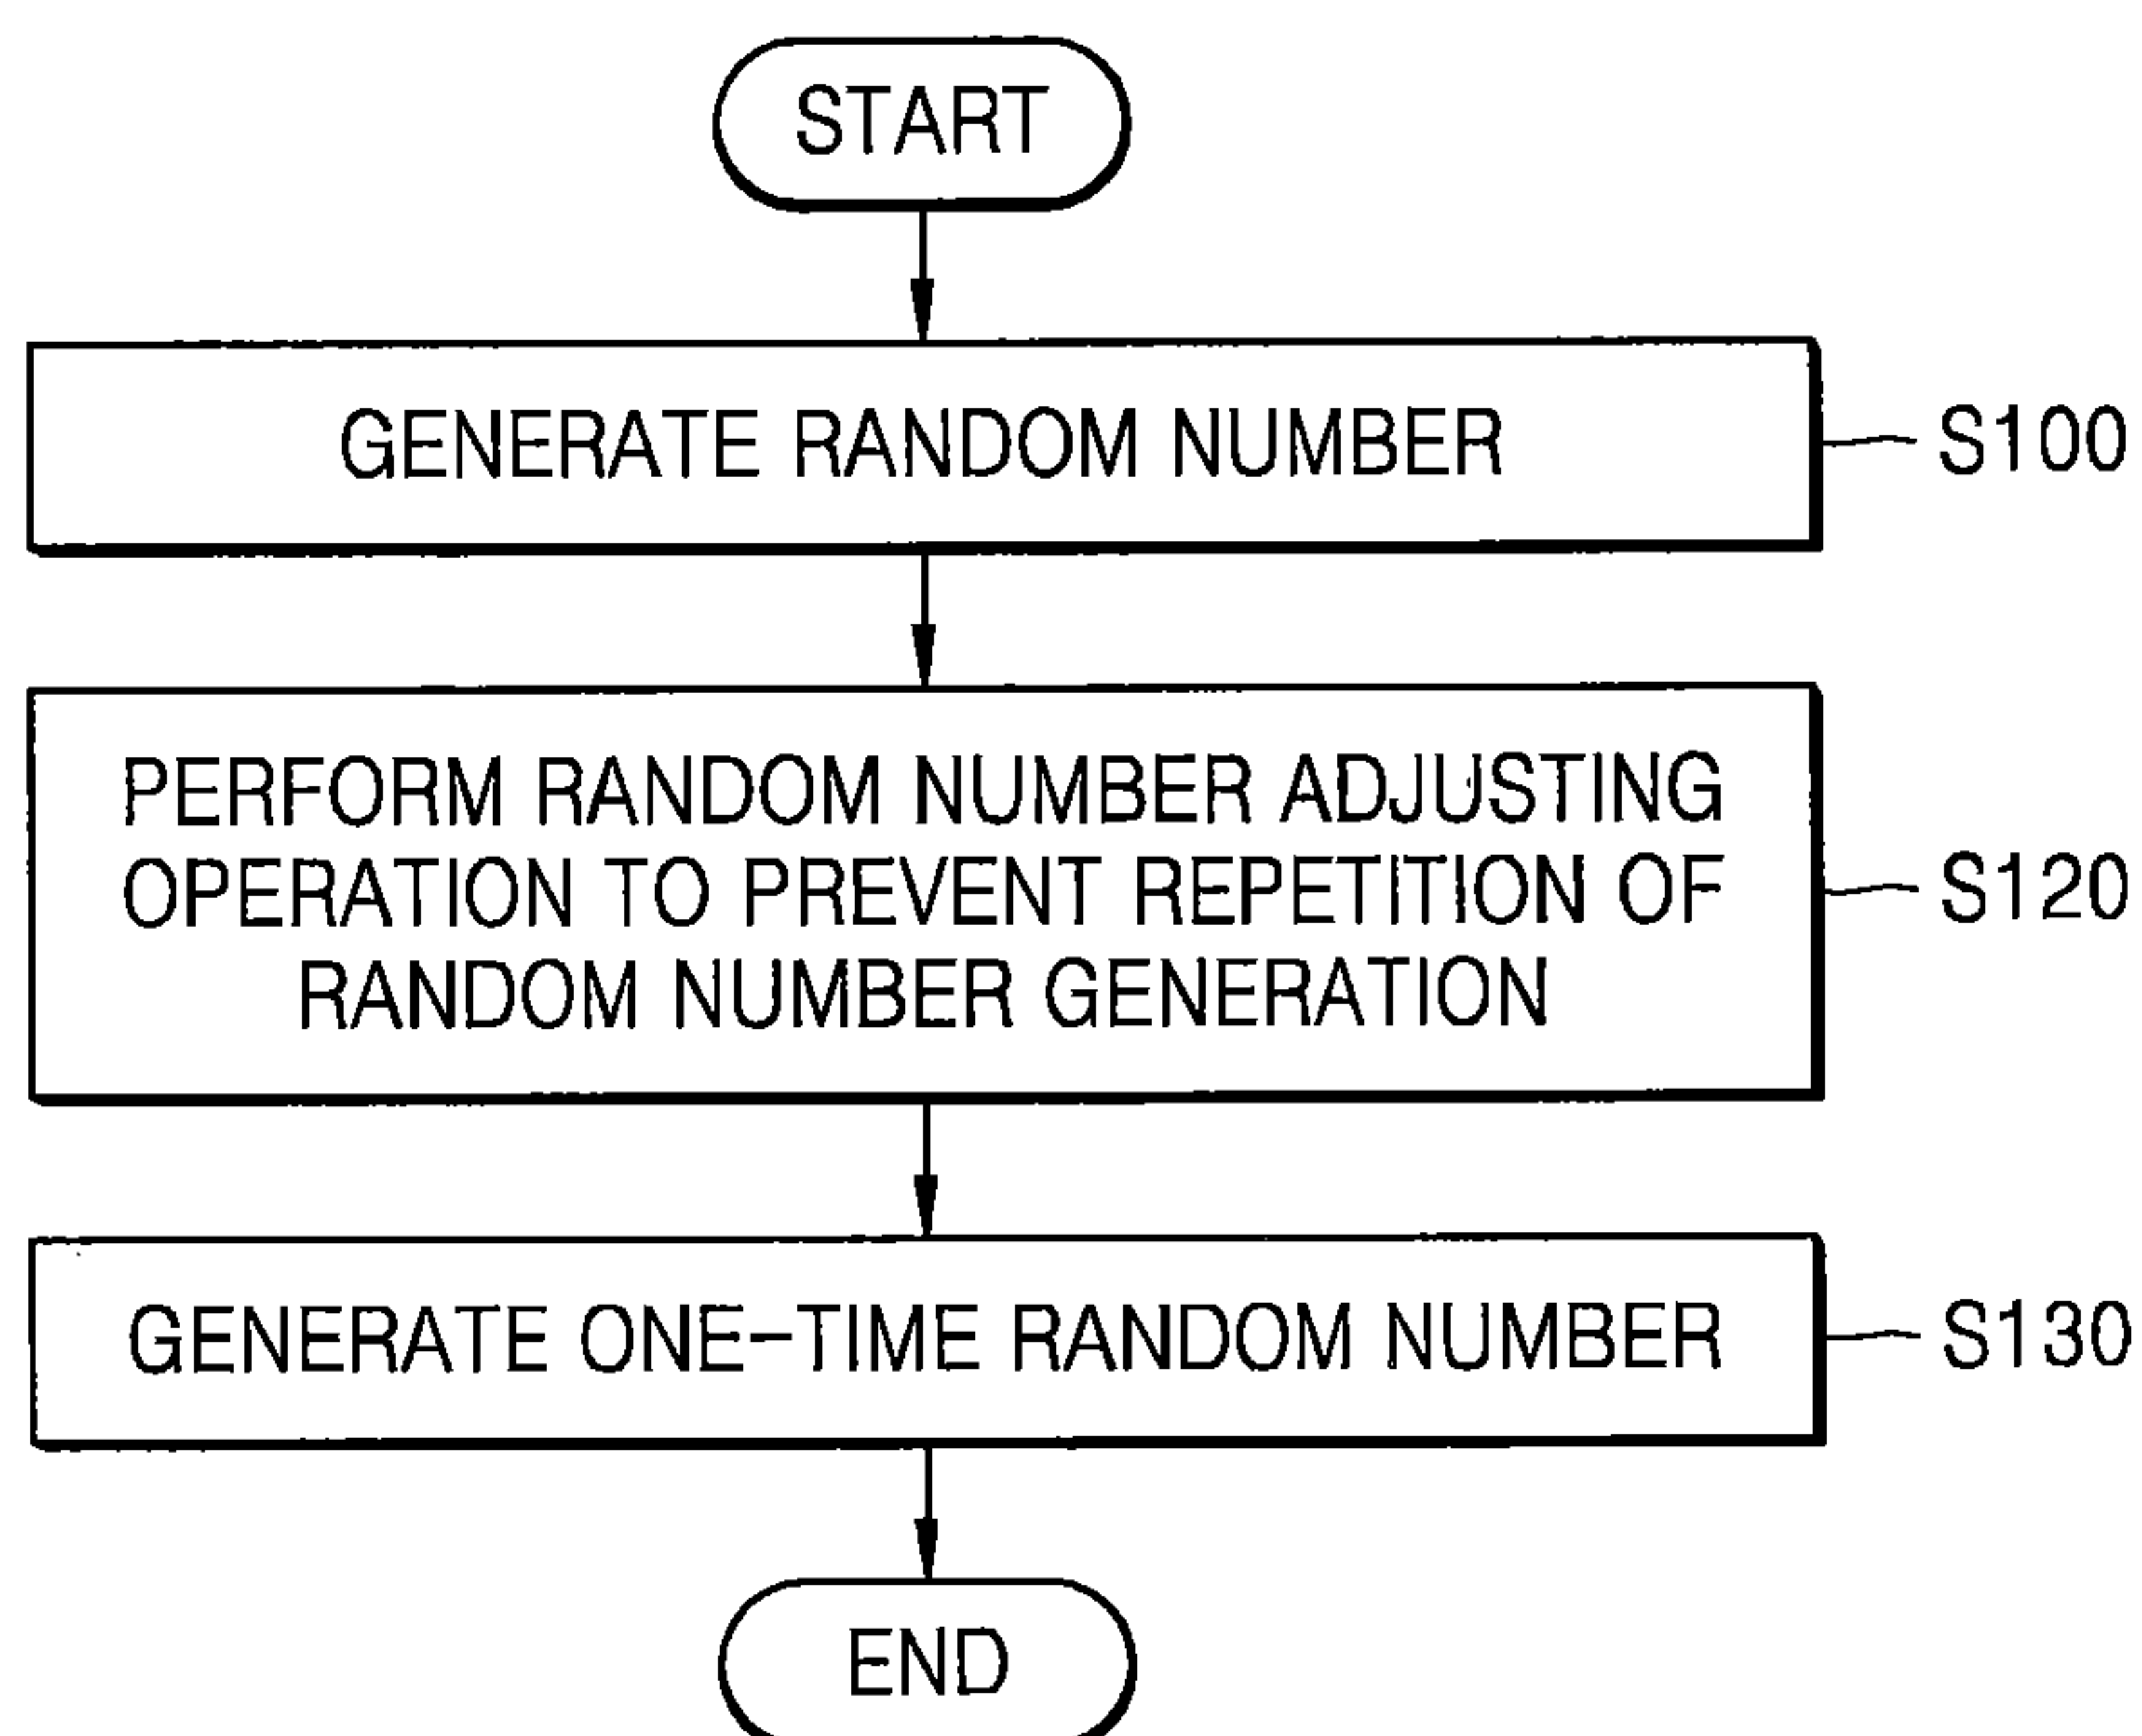 START
GENERATE RANDOM NUMBER
S100
PERFORM RANDOM NUMBER ADJUSTING
OPERATION TO PREVENT REPETITION OF
RANDOM NUMBER GENERATION
S120
GENERATE ONE-TIME RANDOM NUMBER
S130
END